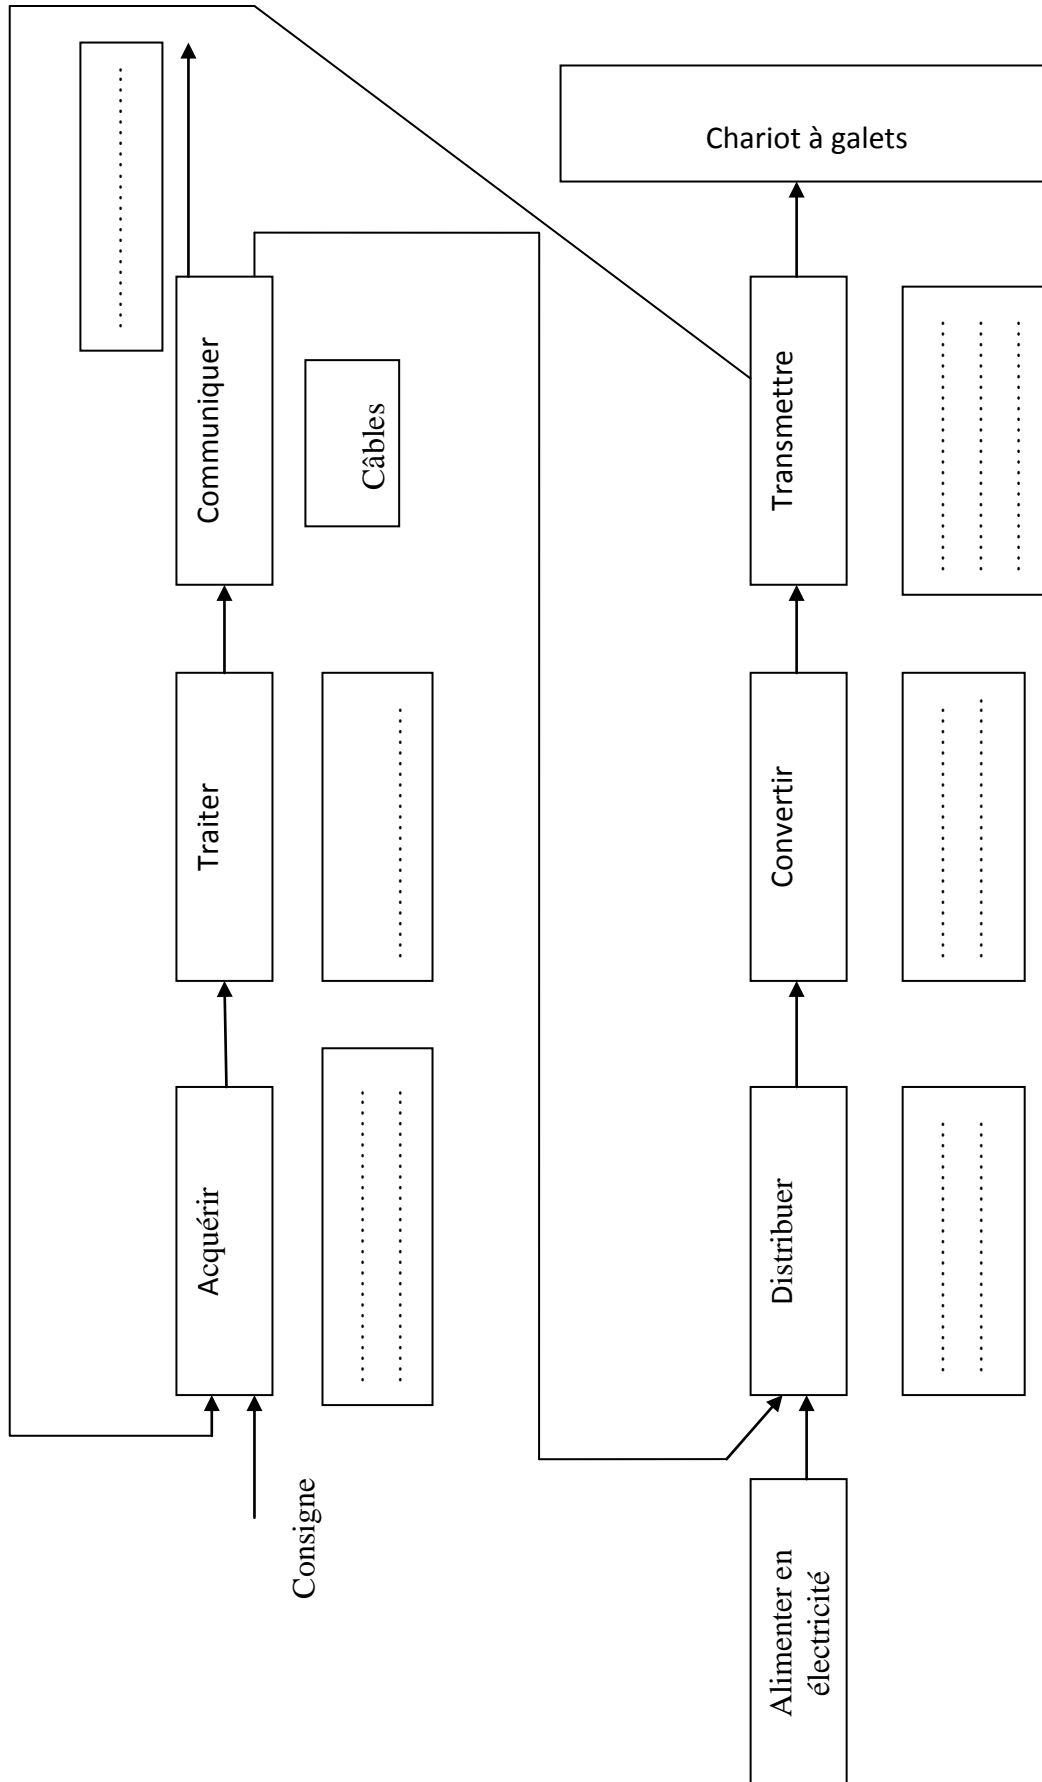 Consigne
Acquérir
Traiter
Communiquer
Câbles
Alimenter en
électricité
Distribuer
Convertir
Transmettre
Chariot à galets